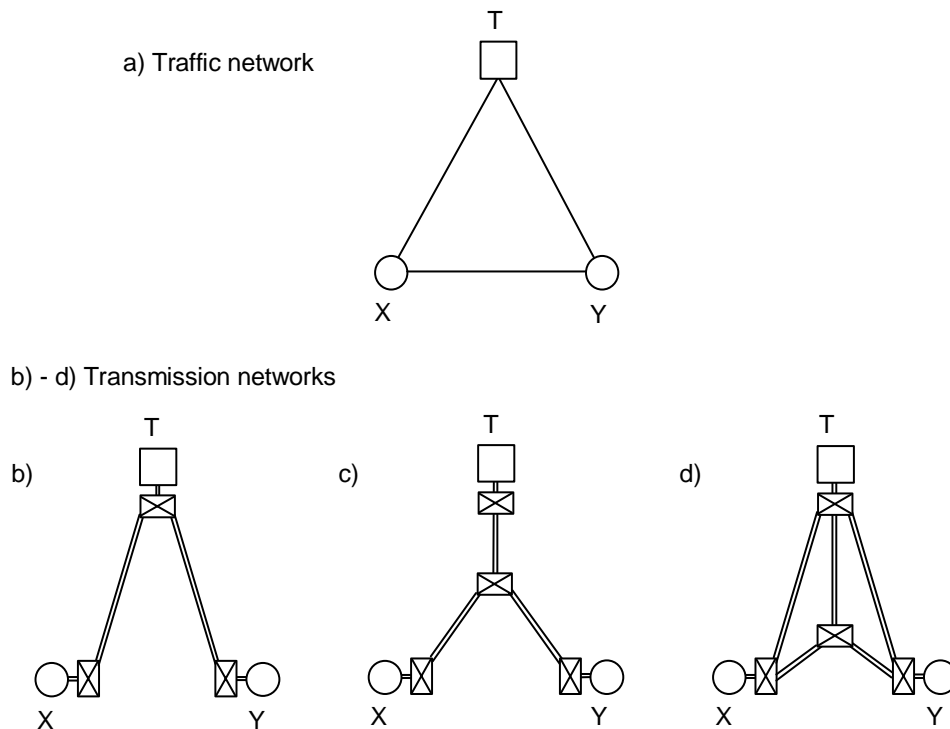 T
a) Traffic network
X
Y
b) - d) Transmission networks
T
T
T
b)
c)
d)
X
Y
X
Y
X
Y